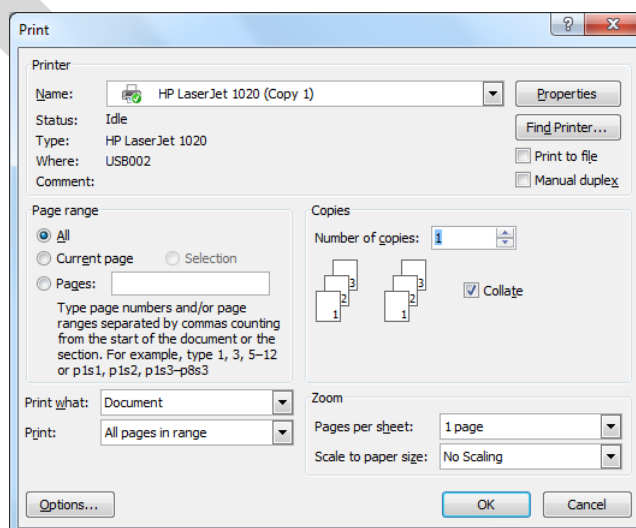 Print
Printer
Name: HP LaserJet 1020 (Copy 1) Properties
Status: Idle
Find Printer...
Type: HP LaserJet 1020
Where: USB002 Print to file
Comment: Manual duplex
Page range
All
Current page Selection
Pages:
Type page numbers and/or page
ranges separated by commas counting
from the start of the document or the
section. For example, type 1, 3, 5–12
or p1s1, p1s2, p1s3–p8s3
Copies
Number of copies: 1
3 3
2 2
1 1
Collate
Print what: Document
Print: All pages in range
Zoom
Pages per sheet: 1 page
Scale to paper size: No Scaling
Options... OK Cancel